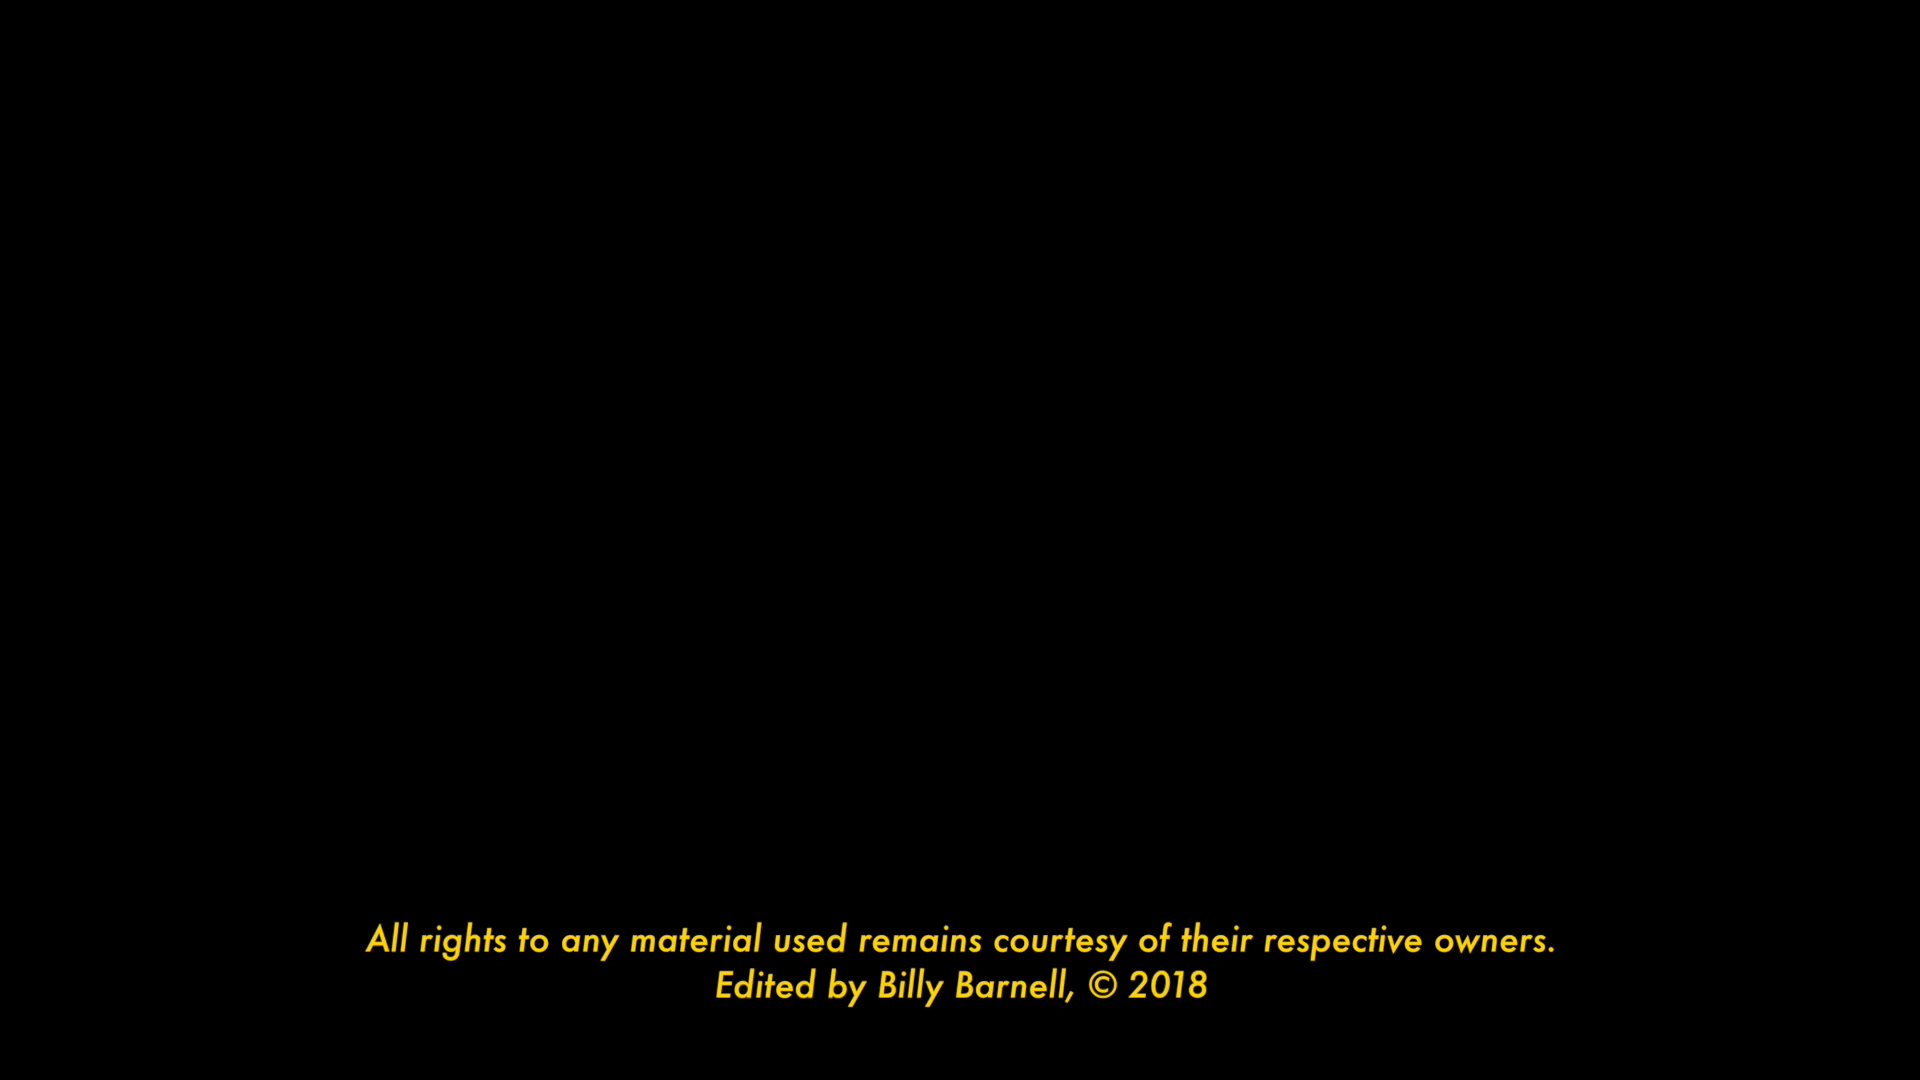 All rights to any material used remains courtesy of their respective owners.
Edited by Billy Barnell, © 2018